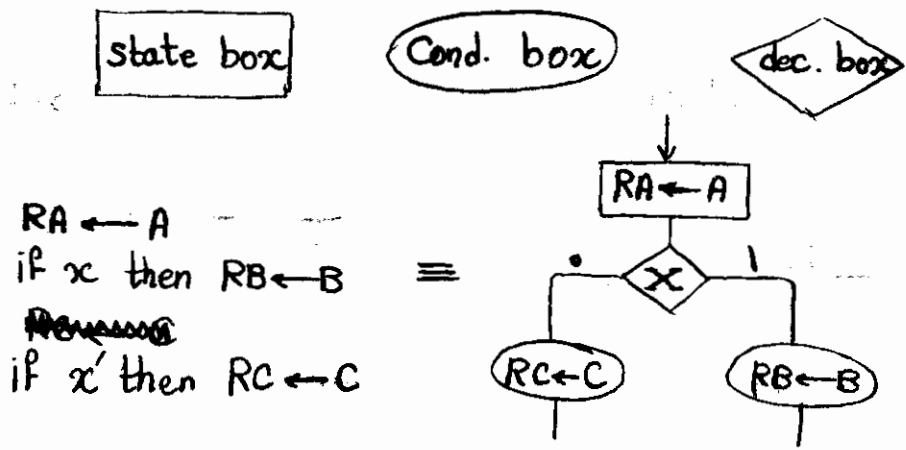 state box
Cond. box
dec. box
RA ← A
if x then RB ← B
if x' then RC ← C
≡
RA ← A
X
0
1
RC ← C
RB ← B